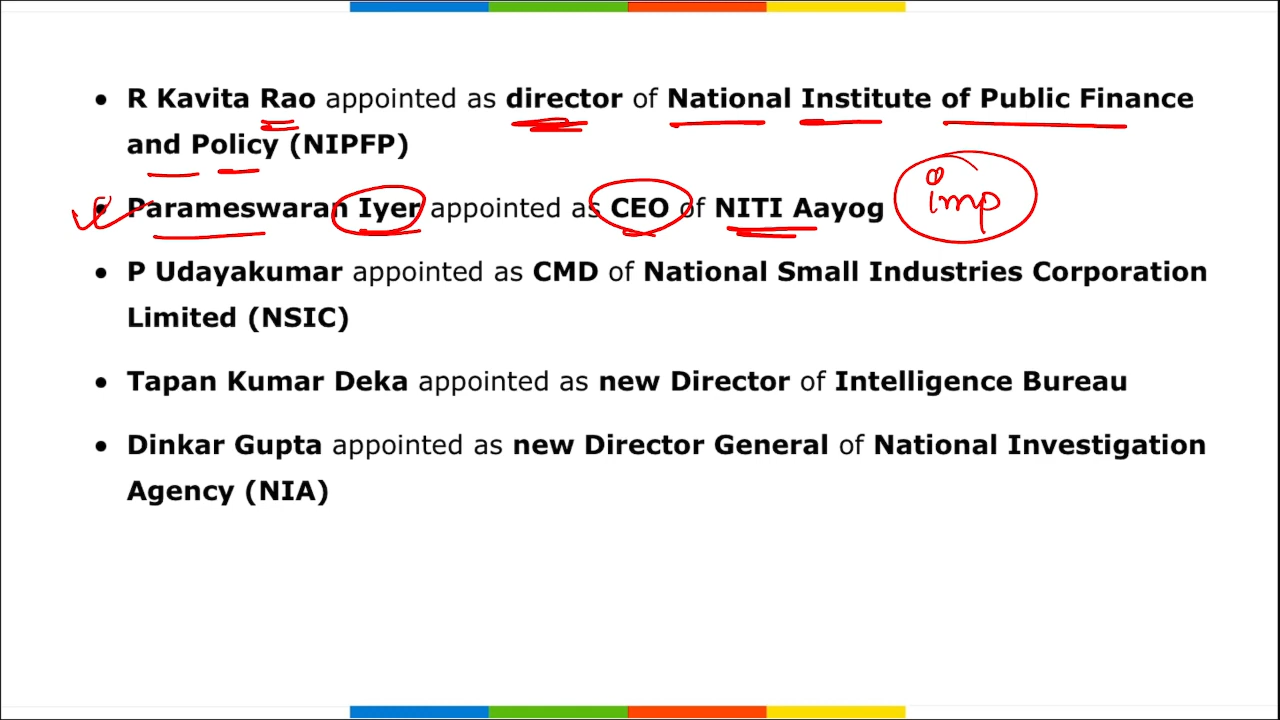 • R Kavita Rao appointed as director of National Institute of Public Finance
and Policy (NIPFP)
• Parameswaran Iyer appointed as CEO of NITI Aayog imp
• P Udayakumar appointed as CMD of National Small Industries Corporation
Limited (NSIC)
• Tapan Kumar Deka appointed as new Director of Intelligence Bureau
• Dinkar Gupta appointed as new Director General of National Investigation
Agency (NIA)